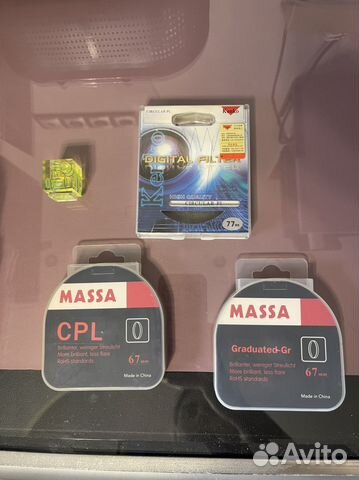 CIRCULAR PL
Kenko
Kenko
DIGITAL FILTER
HIGH QUALITY
CIRCULAR PL
77mm
MASSA
CPL
Brillanter, weniger Streulicht
More brilliant, less flare
RoHS standards
67mm
Made in China
MASSA
Graduated-Gr
Brillanter, weniger Streulicht
More brilliant, less flare
RoHS standards
67mm
Made in China
Avito